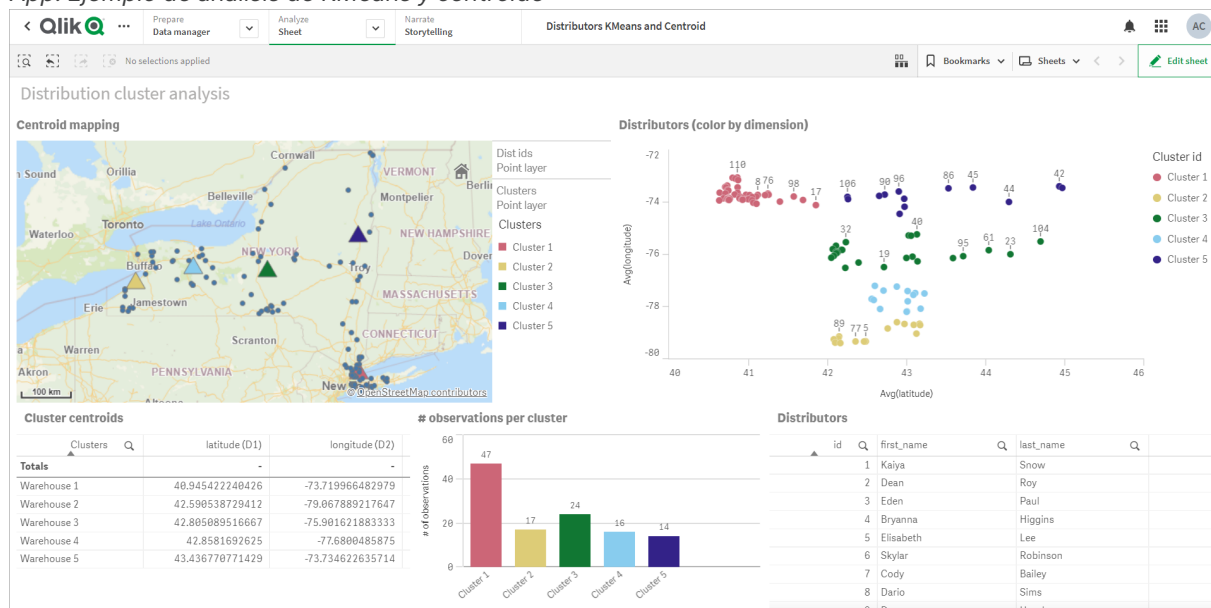 App: Ejemplo de análisis de KMeans y centroide
Qlik
Prepare
Data manager
Analyze
Sheet
Narrate
Storytelling
Distributors KMeans and Centroid
AC
No selections applied
Bookmarks
Sheets
Edit sheet
Distribution cluster analysis
Centroid mapping
Cornwall
Orillia
VERMONT
Sound
Belleville
Montpelier
Berlin
Toronto
Lake Ontario
Waterloo
NEW HAMPSHIRE
NEW YORK
Dover
Buffalo
Troy
Erie
Jamestown
MASSACHUSETTS
CONNECTICUT
Scranton
Warren
Akron
PENNSYLVANIA
New
100 km
Altoona
© OpenStreetMap contributors
Dist ids
Point layer
Clusters
Point layer
Clusters
Cluster 1
Cluster 2
Cluster 3
Cluster 4
Cluster 5
Distributors (color by dimension)
Avg(longitude)
-72
-74
-76
-78
-80
110
8 76
98
17
106
90 96
86
45
44
42
32
40
19
95
61
23
104
89
77 5
40
41
42
43
44
45
46
Avg(latitude)
Cluster id
Cluster 1
Cluster 2
Cluster 3
Cluster 4
Cluster 5
Cluster centroids
Clusters latitude (D1) longitude (D2)
Totals - -
Warehouse 1 40.945422240426 -73.719966482979
Warehouse 2 42.590538729412 -79.067889217647
Warehouse 3 42.805089516667 -75.901621883333
Warehouse 4 42.8581692625 -77.6800485875
Warehouse 5 43.436770771429 -73.734622635714
# observations per cluster
# of observations
60
40
20
0
47
17
24
16
14
Cluster 1
Cluster 2
Cluster 3
Cluster 4
Cluster 5
Distributors
id first_name last_name
1 Kaiya Snow
2 Dean Roy
3 Eden Paul
4 Bryanna Higgins
5 Elisabeth Lee
6 Skylar Robinson
7 Cody Bailey
8 Dario Sims